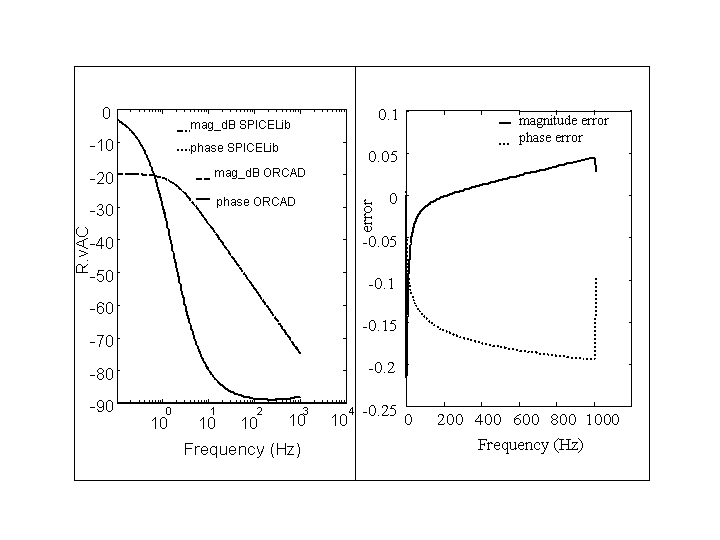 0
-10
-20
-30
-40
-50
-60
-70
-80
-90
R.vAC
mag_dB SPICELib
phase SPICELib
mag_dB ORCAD
phase ORCAD
10^0 10^1 10^2 10^3 10^4
Frequency (Hz)
0.1
0.05
0
-0.05
-0.1
-0.15
-0.2
-0.25
error
magnitude error
phase error
0 200 400 600 800 1000
Frequency (Hz)